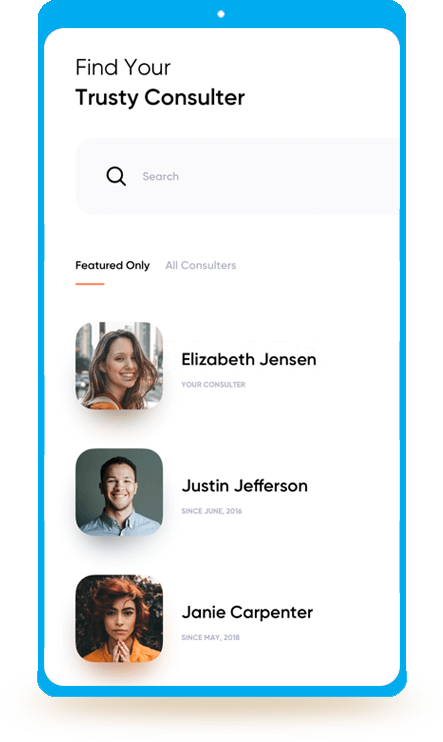 Find Your
Trusty Consulter
Search
Featured Only All Consulters
Elizabeth Jensen
YOUR CONSULTER
Justin Jefferson
SINCE JUNE, 2016
Janie Carpenter
SINCE MAY, 2018